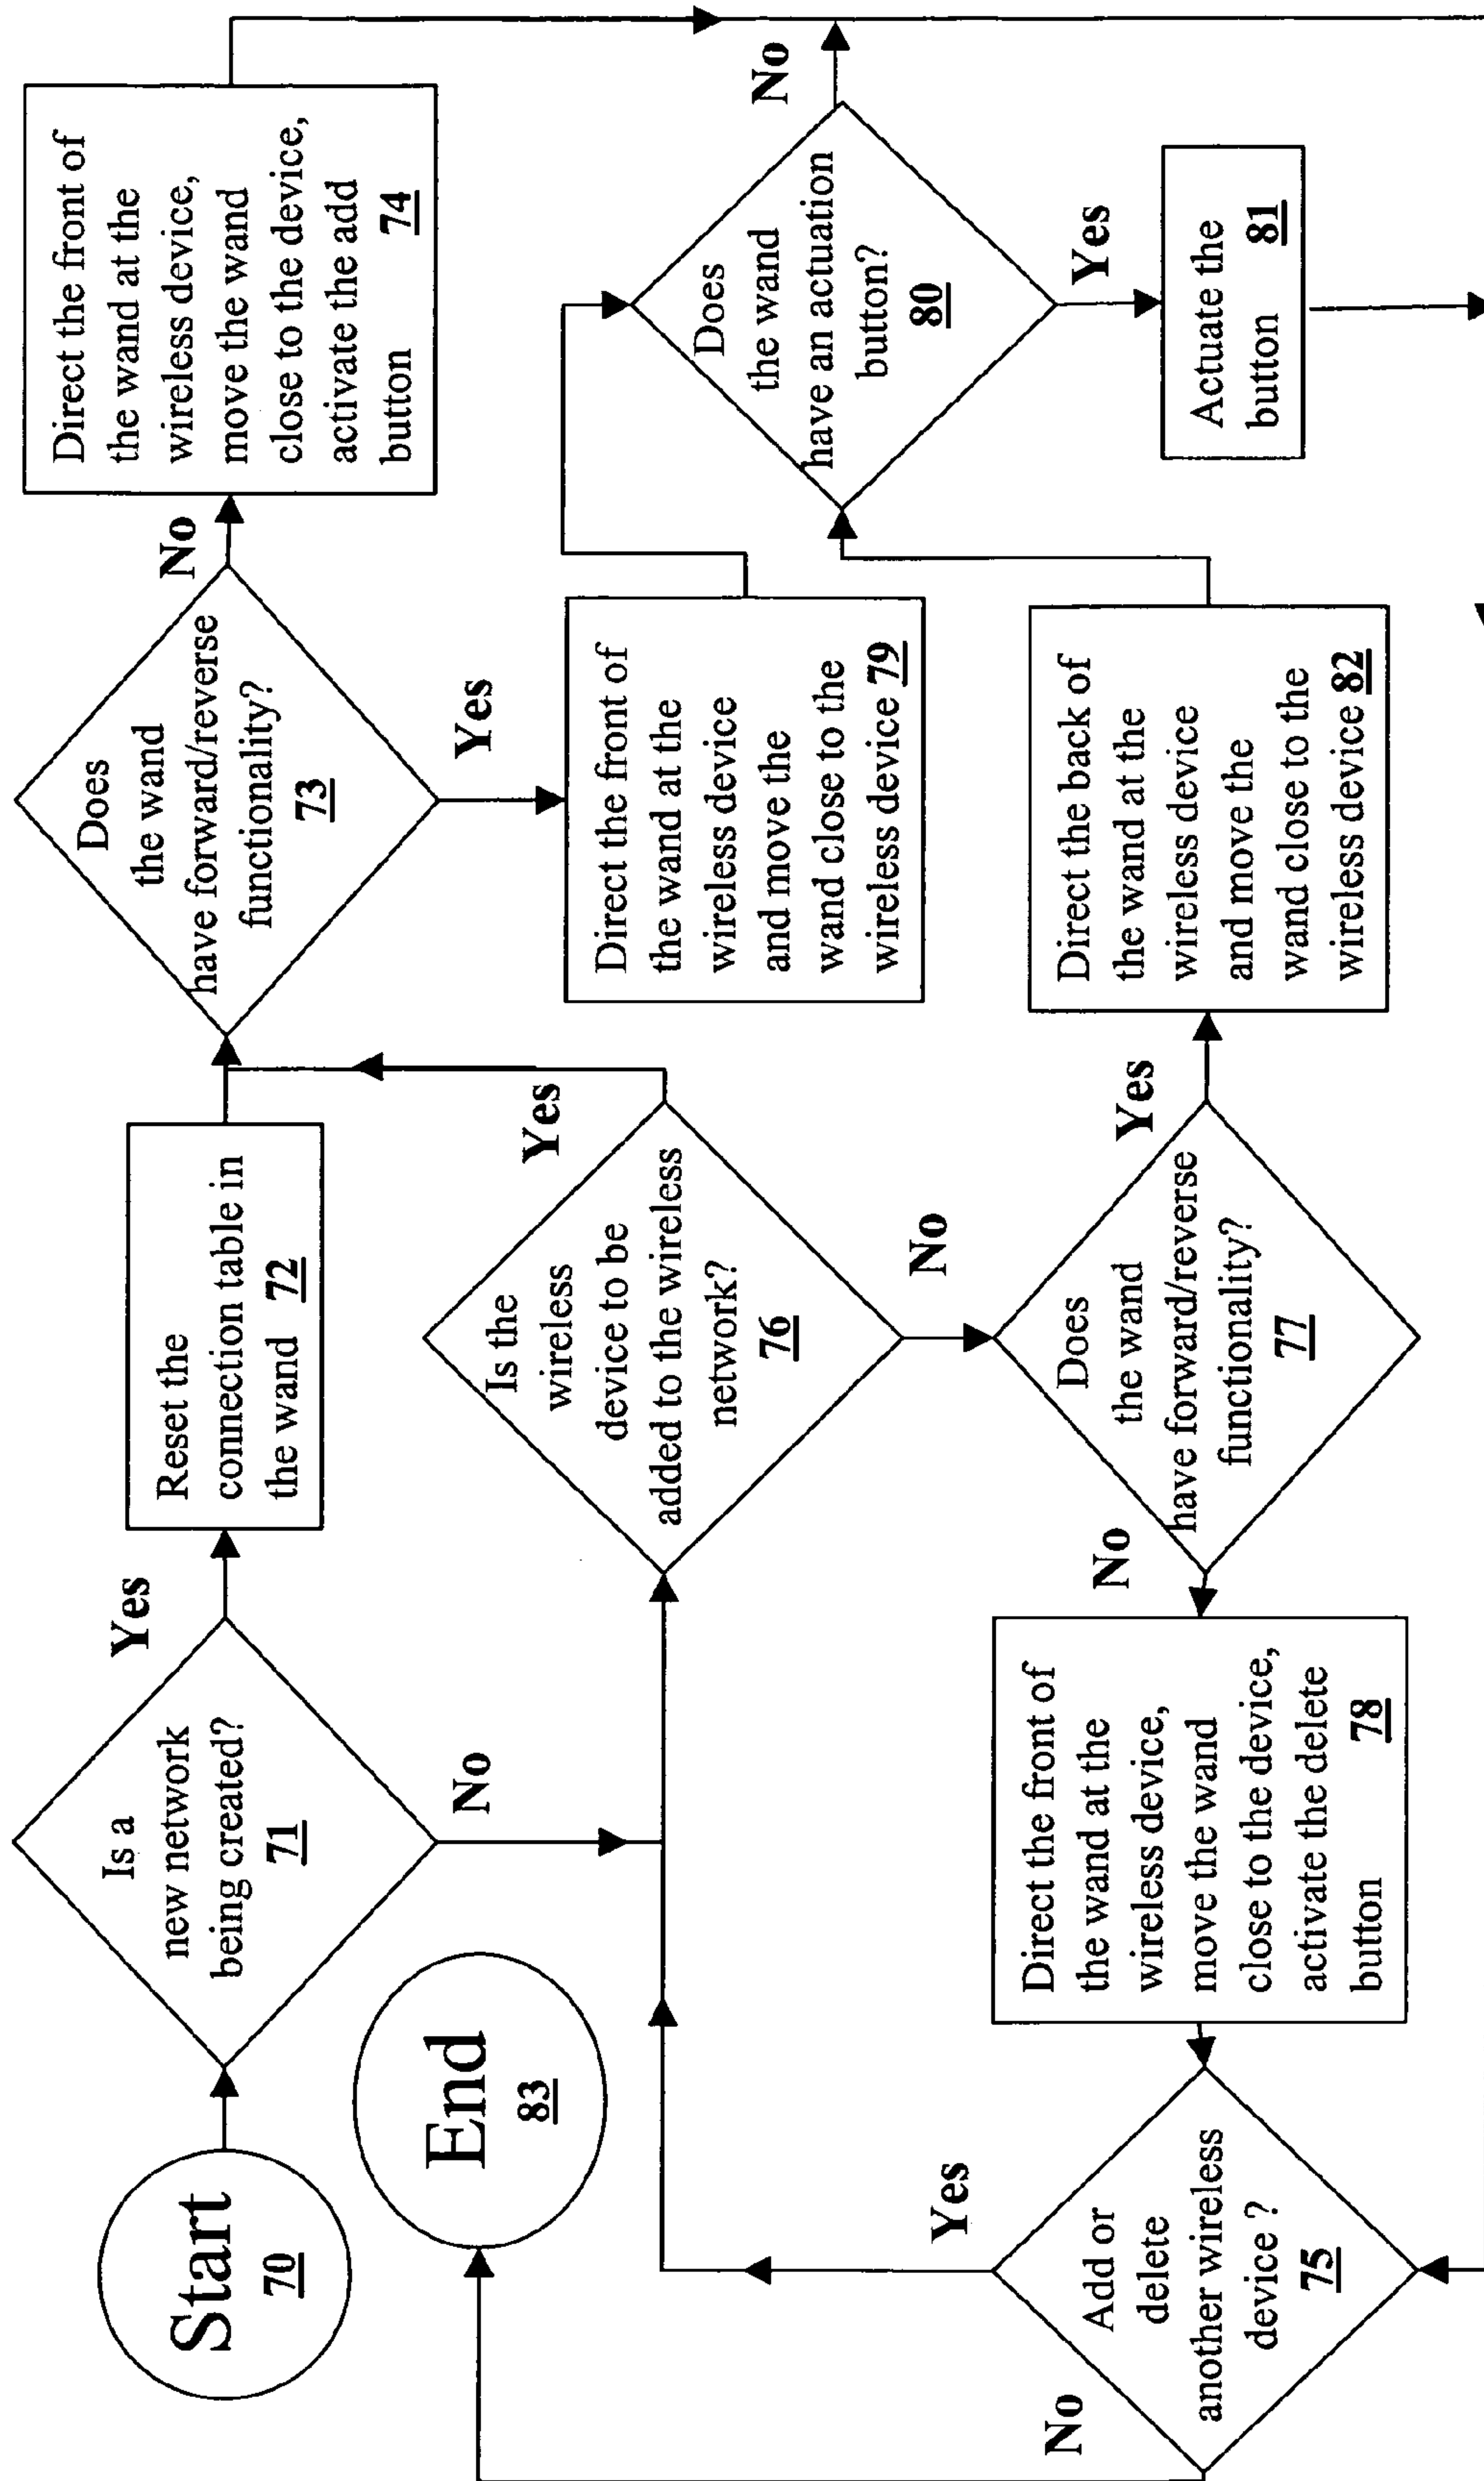 Start
70
Is a
new network
being created?
71
Yes
No
Reset the
connection table in
the wand 72
Does
the wand
have forward/reverse
functionality?
73
No
Yes
Direct the front of
the wand at the
wireless device,
move the wand
close to the device,
activate the add
button 74
End
83
Is the
wireless
device to be
added to the wireless
network?
76
Yes
No
Direct the front of
the wand at the
wireless device
and move the
wand close to the
wireless device 79
Does
the wand
have an actuation
button?
80
No
Yes
Add or
delete
another wireless
device ?
75
Yes
No
Direct the front of
the wand at the
wireless device,
move the wand
close to the device,
activate the delete
button 78
No
Does
the wand
have forward/reverse
functionality?
77
Yes
Direct the back of
the wand at the
wireless device
and move the
wand close to the
wireless device 82
Actuate the
button 81